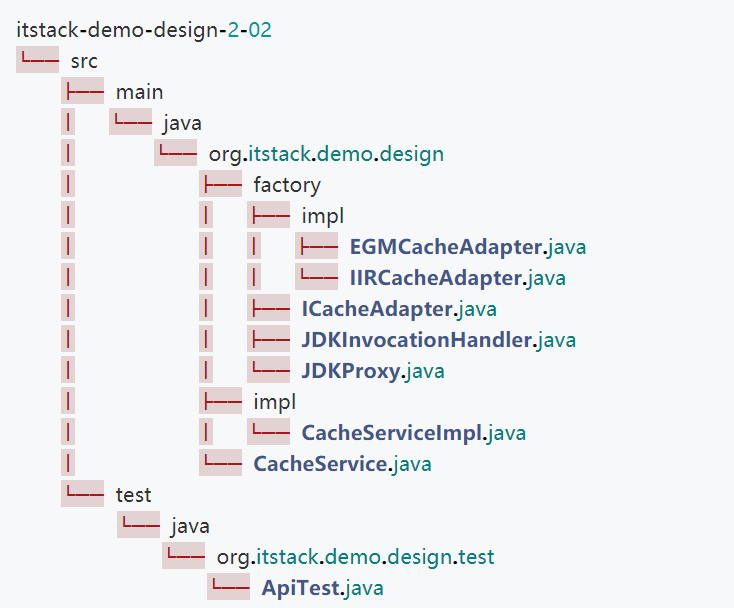 itstack-demo-design-2-02
└── src
    ├── main
    │   └── java
    │       └── org.itstack.demo.design
    │           ├── factory
    │           │   ├── impl
    │           │   │   ├── EGMCacheAdapter.java
    │           │   │   └── IIRCacheAdapter.java
    │           │   ├── ICacheAdapter.java
    │           │   ├── JDKInvocationHandler.java
    │           │   └── JDKProxy.java
    │           ├── impl
    │           │   └── CacheServiceImpl.java
    │           └── CacheService.java
    └── test
        └── java
            └── org.itstack.demo.design.test
                └── ApiTest.java